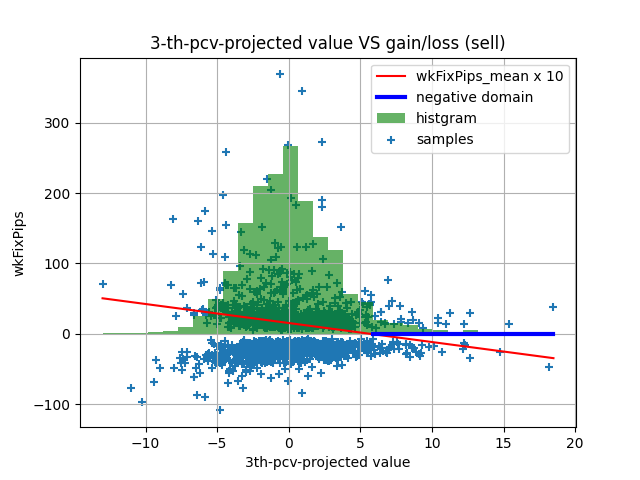 3-th-pcv-projected value VS gain/loss (sell)
wkFixPips_mean x 10
negative domain
histgram
samples
wkFixPips
300
200
100
0
−100
−10
−5
0
5
10
15
20
3th-pcv-projected value